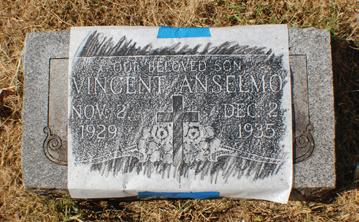 OUR BELOVED SON
VINCENT ANSELMO
NOV. 2, DEC. 2,
1929 1935